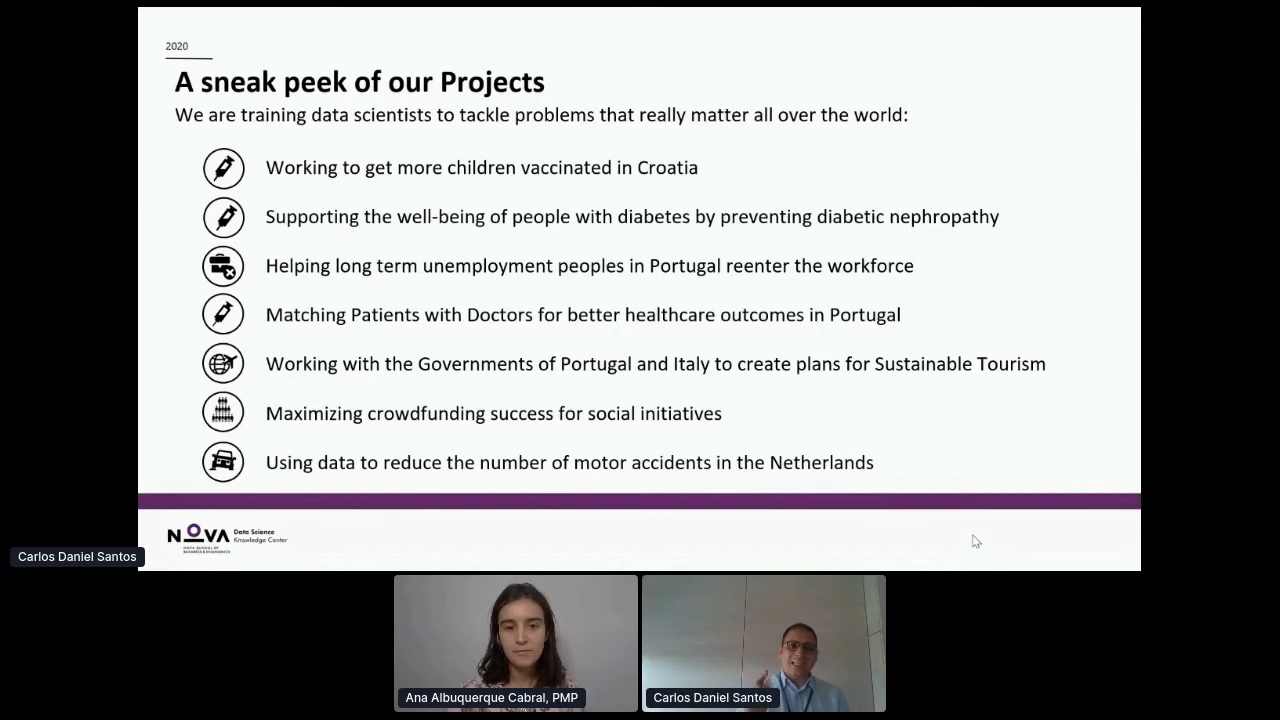 2020
A sneak peek of our Projects
We are training data scientists to tackle problems that really matter all over the world:
Working to get more children vaccinated in Croatia
Supporting the well-being of people with diabetes by preventing diabetic nephropathy
Helping long term unemployment peoples in Portugal reenter the workforce
Matching Patients with Doctors for better healthcare outcomes in Portugal
Working with the Governments of Portugal and Italy to create plans for Sustainable Tourism
Maximizing crowdfunding success for social initiatives
Using data to reduce the number of motor accidents in the Netherlands
NOVA Data Science
Knowledge Center
NOVA SCHOOL OF
BUSINESS & ECONOMICS
Carlos Daniel Santos
Ana Albuquerque Cabral, PMP
Carlos Daniel Santos